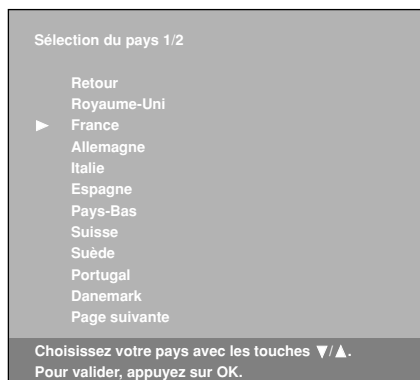 Sélection du pays 1/2
Retour
Royaume-Uni
France
Allemagne
Italie
Espagne
Pays-Bas
Suisse
Suède
Portugal
Danemark
Page suivante
Choisissez votre pays avec les touches ▼/▲.
Pour valider, appuyez sur OK.